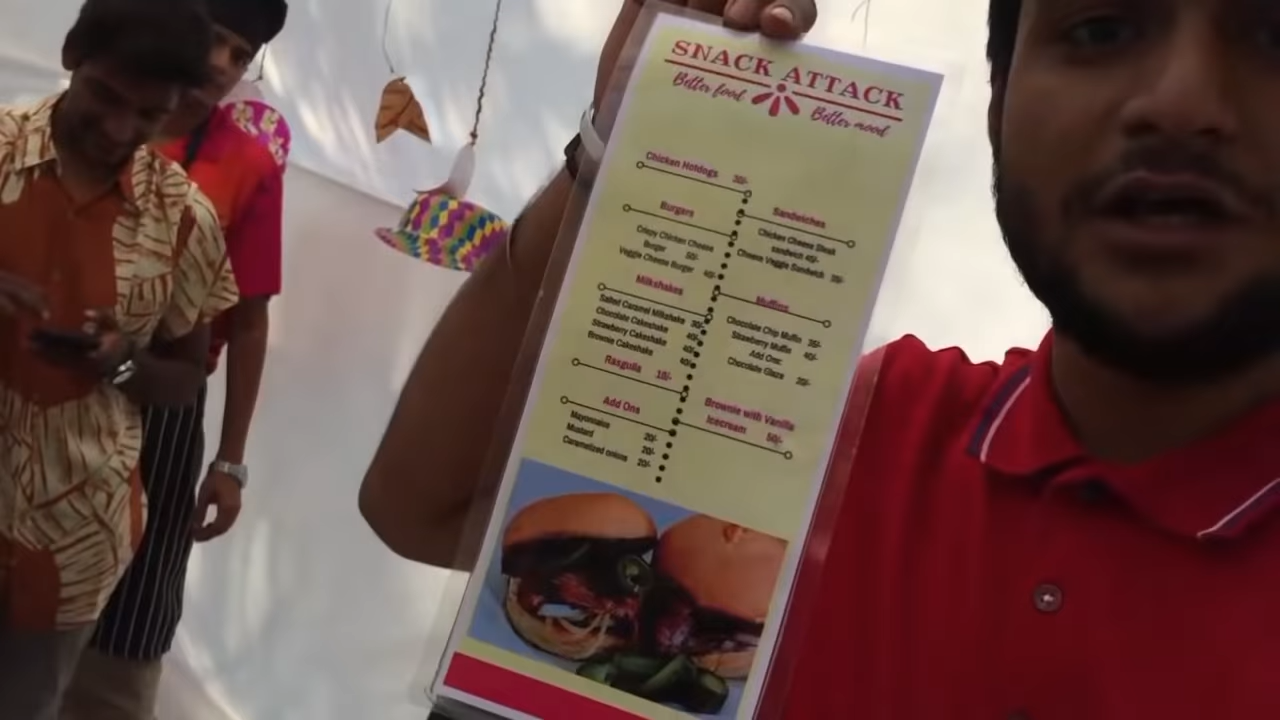 SNACK ATTACK
Better food Better mood
Chicken Hotdogs 30/-
Burgers
Crispy Chicken Cheese
Burger 50/-
Veggie Cheese Burger 40/-
Milkshakes
Salted Caramel Milkshake 30/-
Chocolate Cakeshake 40/-
Strawberry Cakeshake 40/-
Brownie Cakeshake 40/-
Rasgulla 10/-
Add Ons
Mayonnaise 20/-
Mustard 20/-
Caramelized onions 20/-
Sandwiches
Chicken Cheese Steak
sandwich 45/-
Cheese Veggie Sandwich 35/-
Muffins
Chocolate Chip Muffin 35/-
Strawberry Muffin 40/-
Add Ons:
Chocolate Glaze 20/-
Brownie with Vanilla
Icecream 50/-